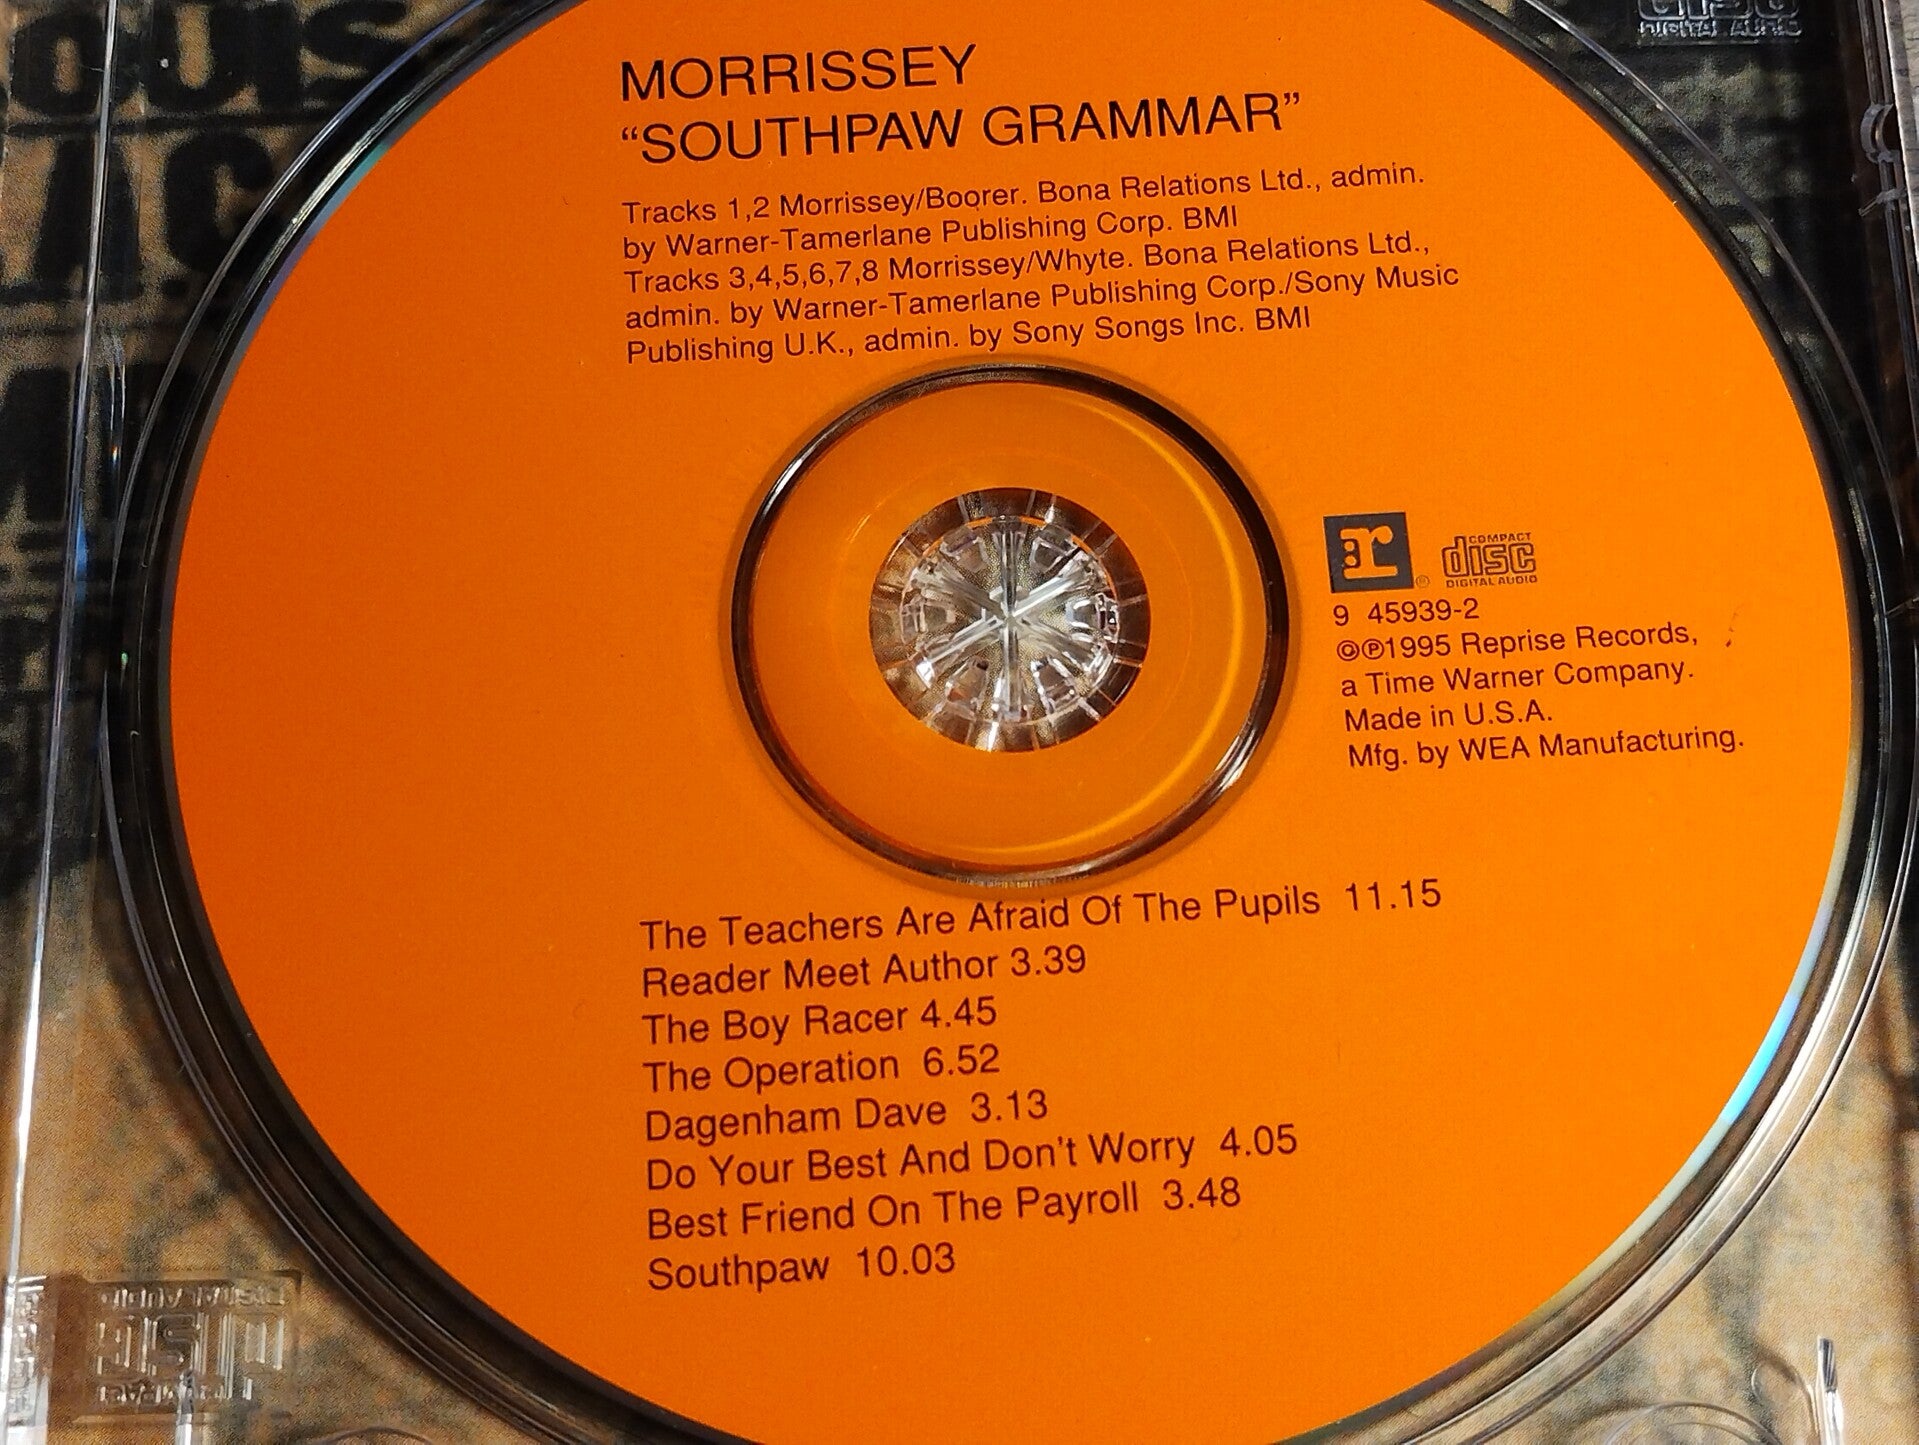 MORRISSEY
“SOUTHPAW GRAMMAR”
Tracks 1,2 Morrissey/Boorer. Bona Relations Ltd., admin.
by Warner-Tamerlane Publishing Corp. BMI
Tracks 3,4,5,6,7,8 Morrissey/Whyte. Bona Relations Ltd.,
admin. by Warner-Tamerlane Publishing Corp./Sony Music
Publishing U.K., admin. by Sony Songs Inc. BMI
r ®
COMPACT
disc
DIGITAL AUDIO
9 45939-2
©℗1995 Reprise Records,
a Time Warner Company.
Made in U.S.A.
Mfg. by WEA Manufacturing.
The Teachers Are Afraid Of The Pupils 11.15
Reader Meet Author 3.39
The Boy Racer 4.45
The Operation 6.52
Dagenham Dave 3.13
Do Your Best And Don't Worry 4.05
Best Friend On The Payroll 3.48
Southpaw 10.03
disc
DIGITAL AUDIO